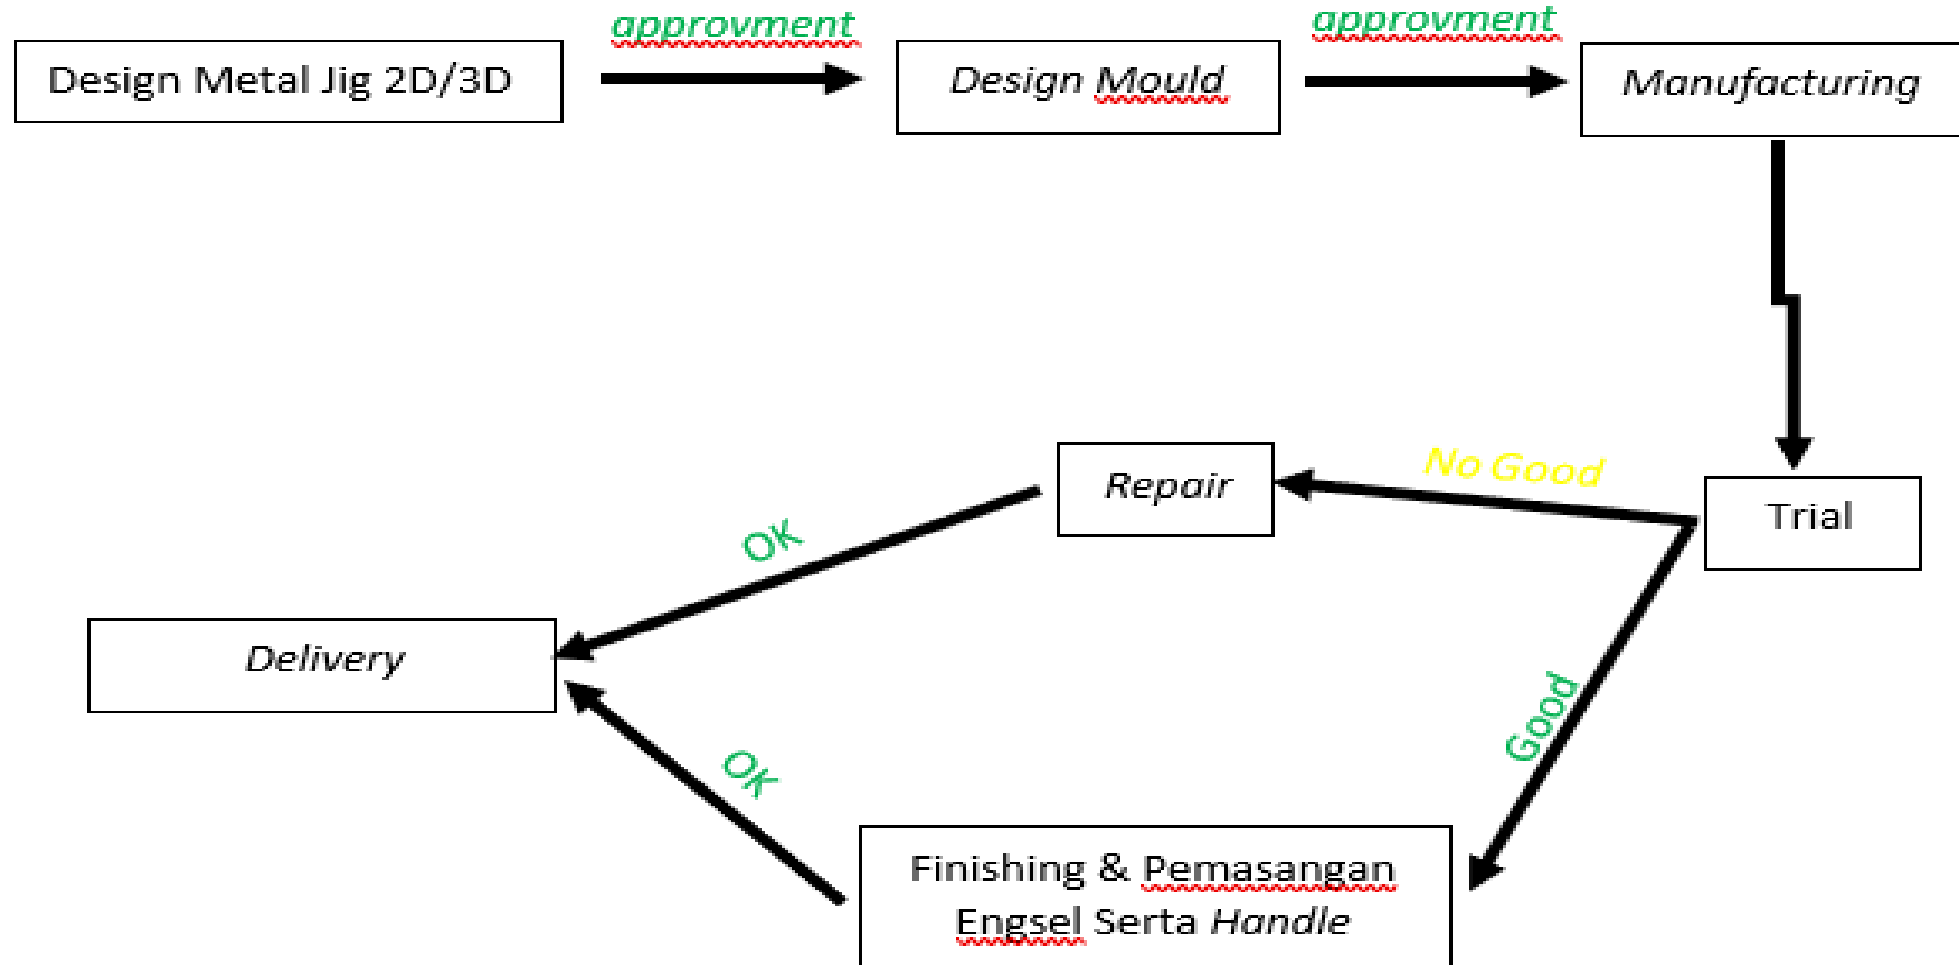 approvment
approvment
Design Metal Jig 2D/3D
Design Mould
Manufacturing
No Good
Repair
Trial
OK
Delivery
Good
OK
Finishing & Pemasangan
Engsel Serta Handle